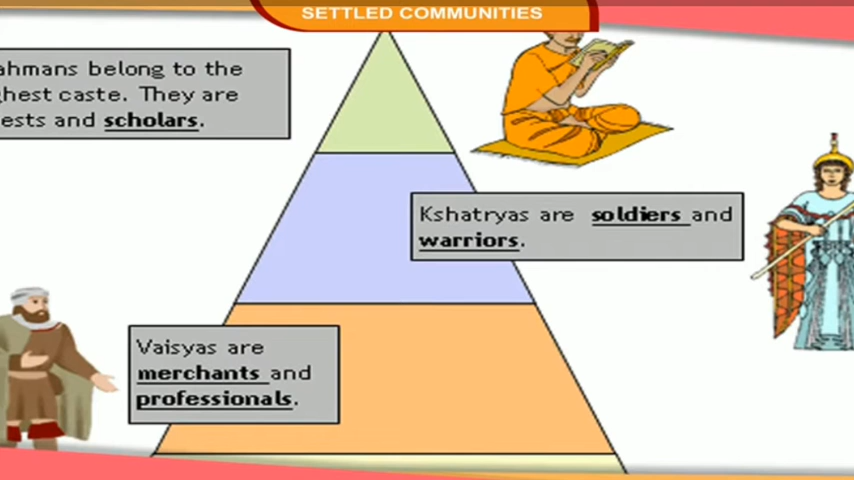 SETTLED COMMUNITIES
ahmans belong to the
ghest caste. They are
ests and scholars.
Kshatryas are soldiers and
warriors.
Vaisyas are
merchants and
professionals.